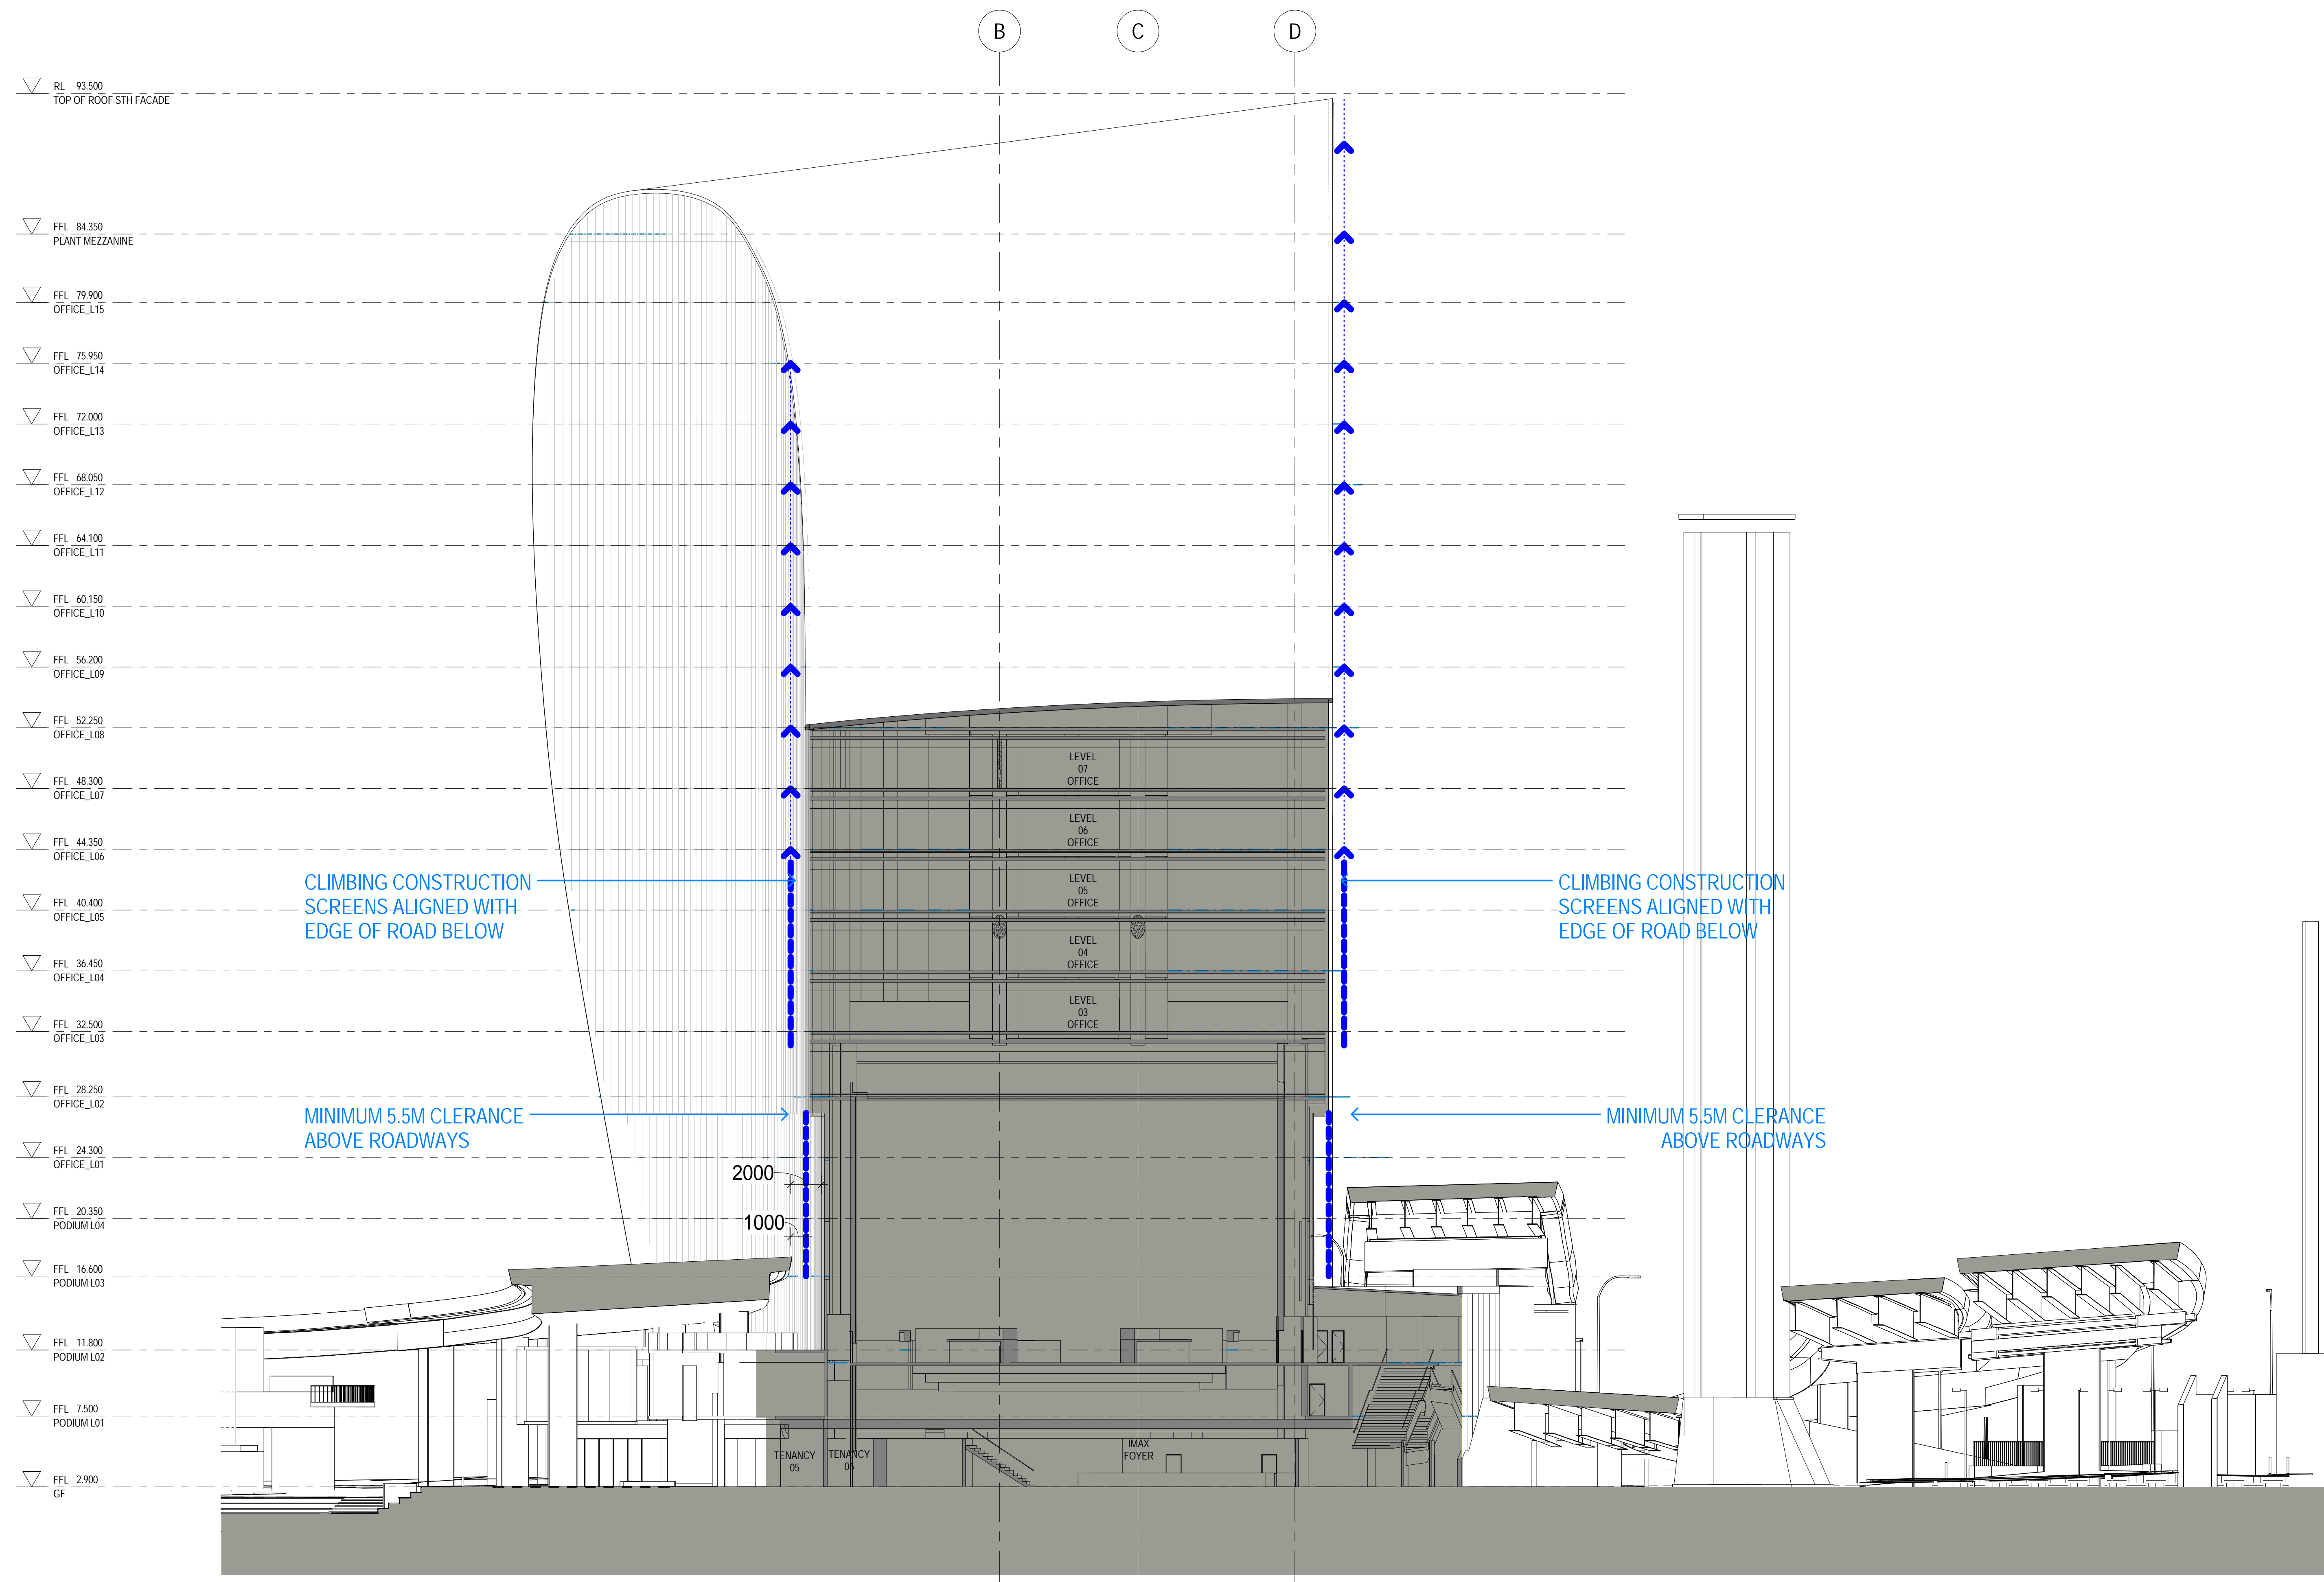 B
C
D
RL 93.500
TOP OF ROOF STH FACADE
FFL 84.350
PLANT MEZZANINE
FFL 79.900
OFFICE_L15
FFL 75.950
OFFICE_L14
FFL 72.000
OFFICE_L13
FFL 68.050
OFFICE_L12
FFL 64.100
OFFICE_L11
FFL 60.150
OFFICE_L10
FFL 56.200
OFFICE_L09
FFL 52.250
OFFICE_L08
FFL 48.300
OFFICE_L07
FFL 44.350
OFFICE_L06
FFL 40.400
OFFICE_L05
FFL 36.450
OFFICE_L04
FFL 32.500
OFFICE_L03
FFL 28.250
OFFICE_L02
FFL 24.300
OFFICE_L01
FFL 20.350
PODIUM L04
FFL 16.600
PODIUM L03
FFL 11.800
PODIUM L02
FFL 7.500
PODIUM L01
FFL 2.900
GF
CLIMBING CONSTRUCTION
SCREENS ALIGNED WITH
EDGE OF ROAD BELOW
MINIMUM 5.5M CLERANCE
ABOVE ROADWAYS
2000
1000
LEVEL
07
OFFICE
LEVEL
06
OFFICE
LEVEL
05
OFFICE
LEVEL
04
OFFICE
LEVEL
03
OFFICE
TENANCY
05
TENANCY
06
IMAX
FOYER
CLIMBING CONSTRUCTION
SCREENS ALIGNED WITH
EDGE OF ROAD BELOW
MINIMUM 5.5M CLERANCE
ABOVE ROADWAYS